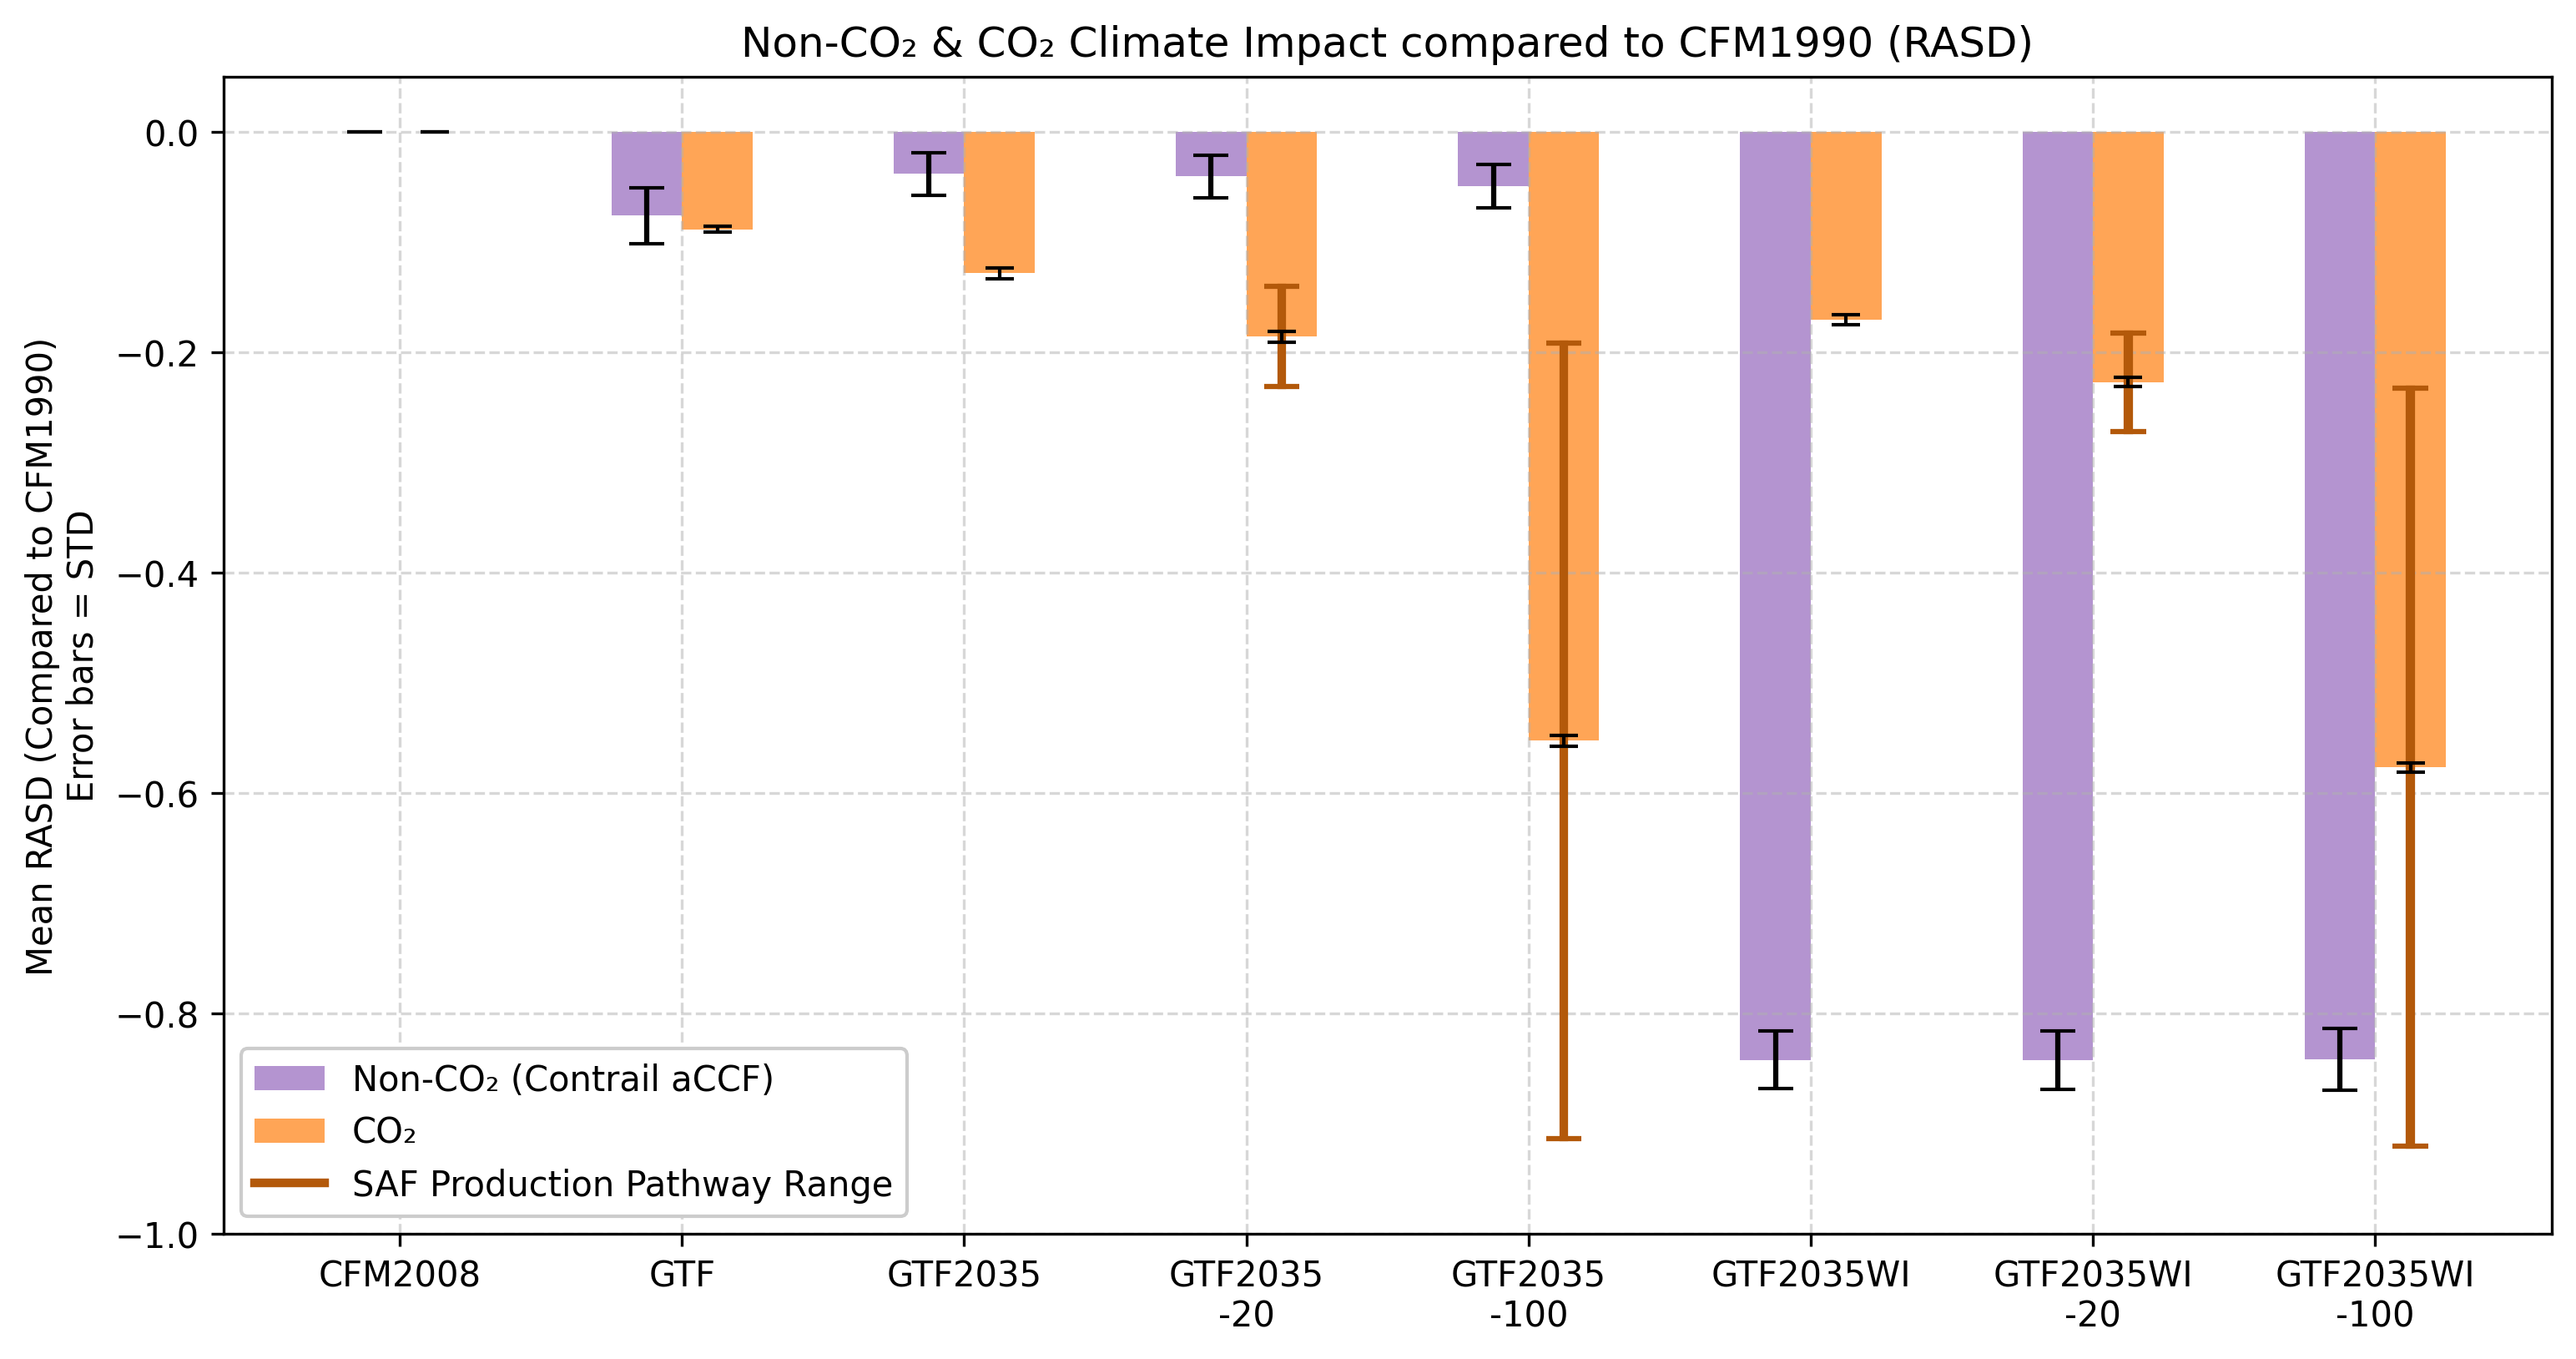 Non-CO₂ & CO₂ Climate Impact compared to CFM1990 (RASD)
Mean RASD (Compared to CFM1990)
Error bars = STD
0.0
−0.2
−0.4
−0.6
−0.8
−1.0
Non-CO₂ (Contrail aCCF)
CO₂
SAF Production Pathway Range
CFM2008
GTF
GTF2035
GTF2035
-20
GTF2035
-100
GTF2035WI
GTF2035WI
-20
GTF2035WI
-100